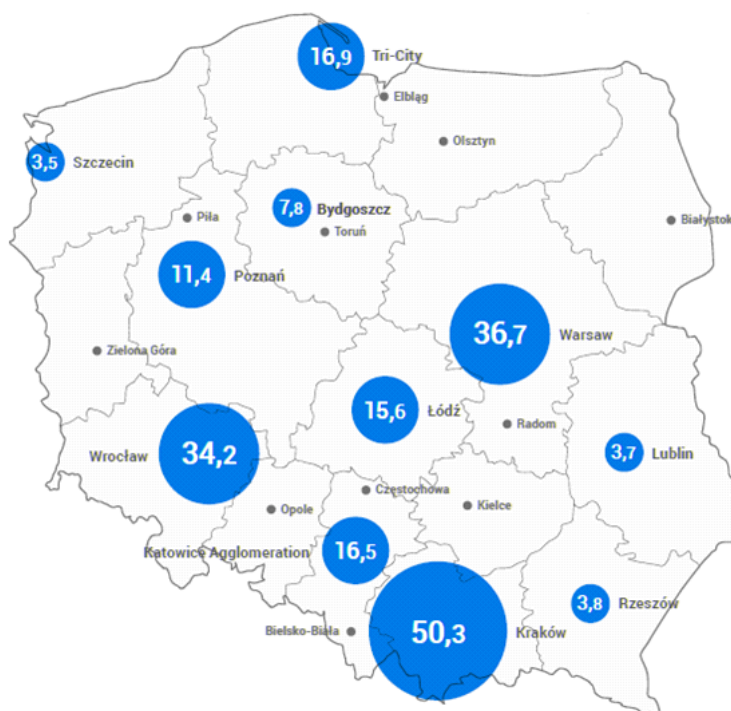 16,9 Tri-City
Elbląg
Olsztyn
3,5 Szczecin
7,8 Bydgoszcz
Piła
Toruń
Białystok
11,4 Poznań
36,7 Warsaw
Zielona Góra
15,6 Łódź
Radom
Wrocław 34,2
3,7 Lublin
Częstochowa
Opole
Kielce
Katowice Agglomeration 16,5
3,8 Rzeszów
Bielsko-Biała
50,3 Kraków